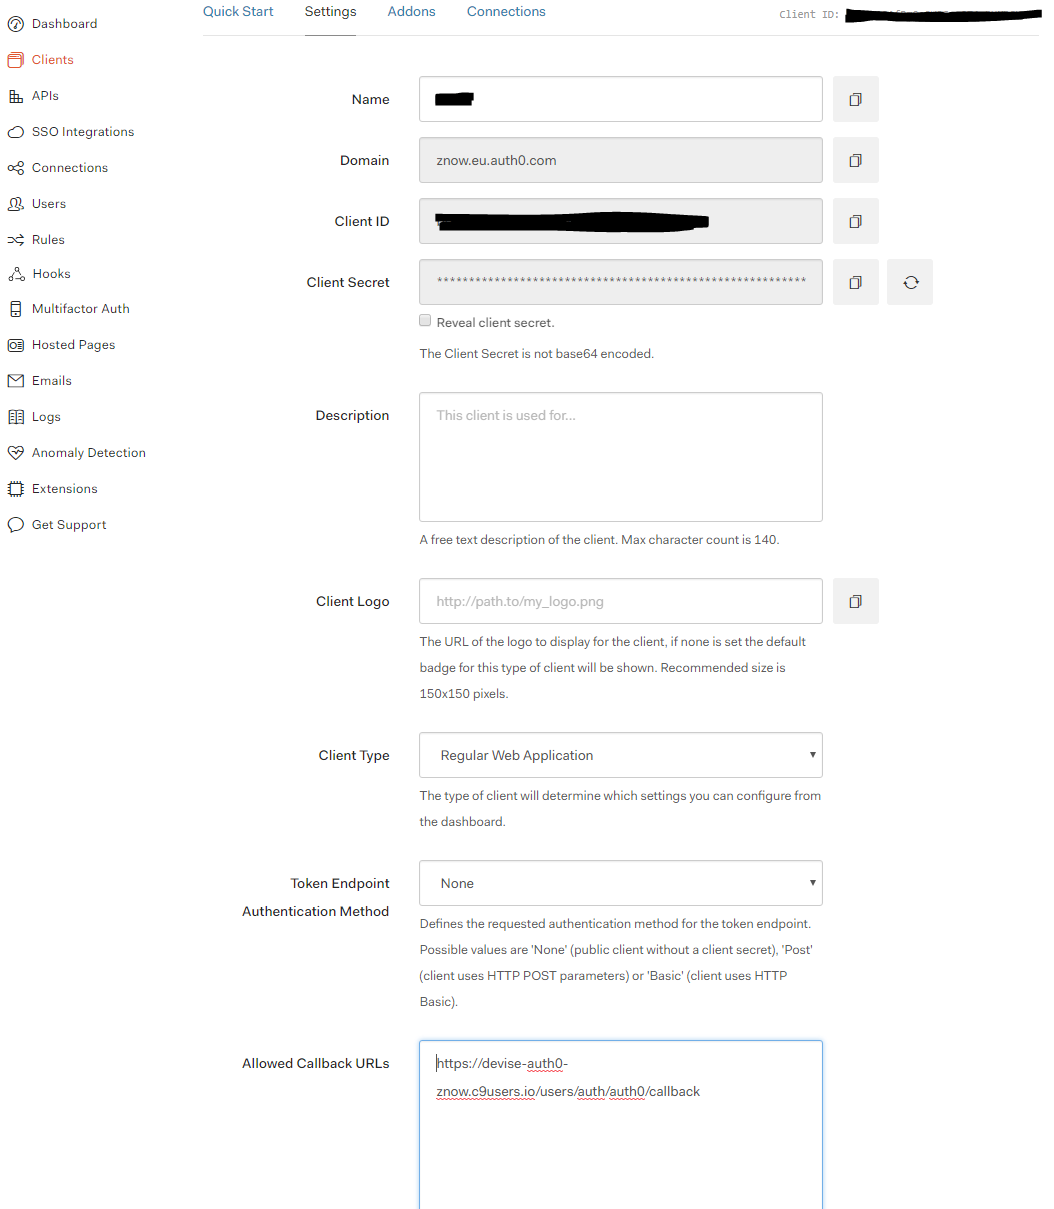 Dashboard
Clients
APIs
SSO Integrations
Connections
Users
Rules
Hooks
Multifactor Auth
Hosted Pages
Emails
Logs
Anomaly Detection
Extensions
Get Support
Quick Start Settings Addons Connections
Client ID:
Name
Domain znow.eu.auth0.com
Client ID
Client Secret **********************************************************
Reveal client secret.
The Client Secret is not base64 encoded.
Description This client is used for...
A free text description of the client. Max character count is 140.
Client Logo http://path.to/my_logo.png
The URL of the logo to display for the client, if none is set the default
badge for this type of client will be shown. Recommended size is
150x150 pixels.
Client Type Regular Web Application
The type of client will determine which settings you can configure from
the dashboard.
Token Endpoint None
Authentication Method
Defines the requested authentication method for the token endpoint.
Possible values are 'None' (public client without a client secret), 'Post'
(client uses HTTP POST parameters) or 'Basic' (client uses HTTP
Basic).
Allowed Callback URLs https://devise-auth0-
znow.c9users.io/users/auth/auth0/callback